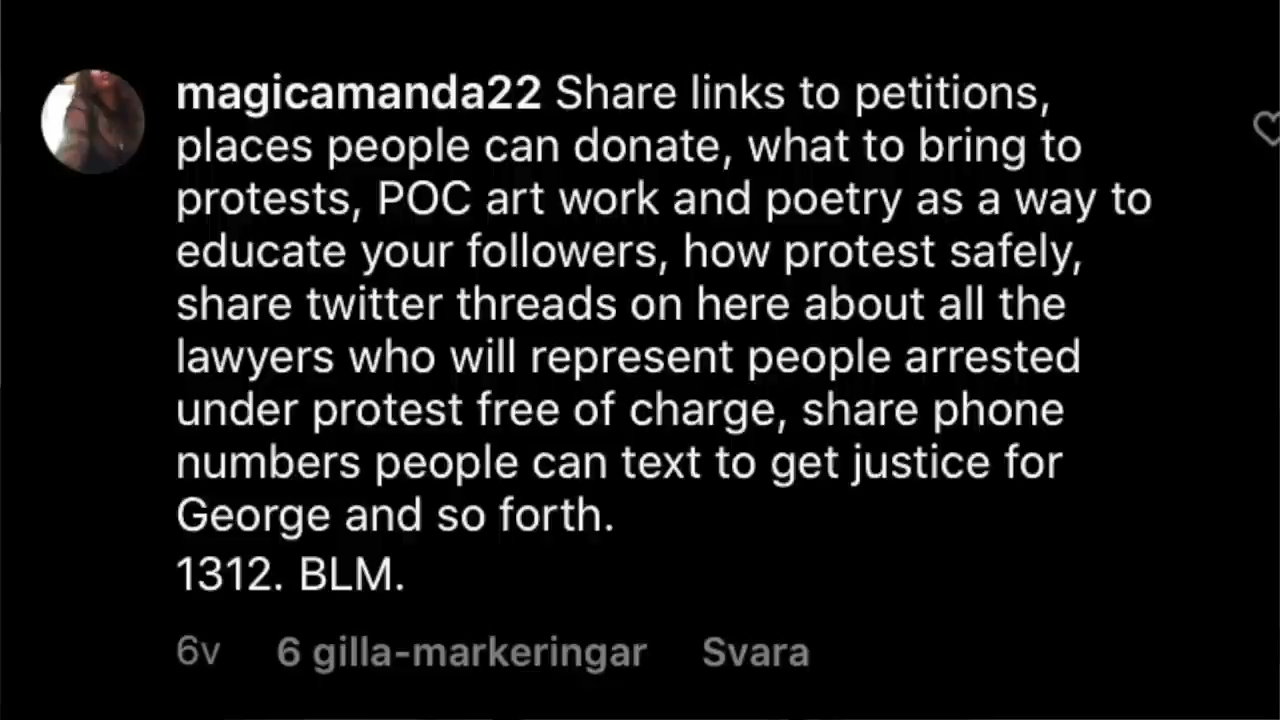 magicamanda22 Share links to petitions,
places people can donate, what to bring to
protests, POC art work and poetry as a way to
educate your followers, how protest safely,
share twitter threads on here about all the
lawyers who will represent people arrested
under protest free of charge, share phone
numbers people can text to get justice for
George and so forth.
1312. BLM.
6v 6 gilla-markeringar Svara